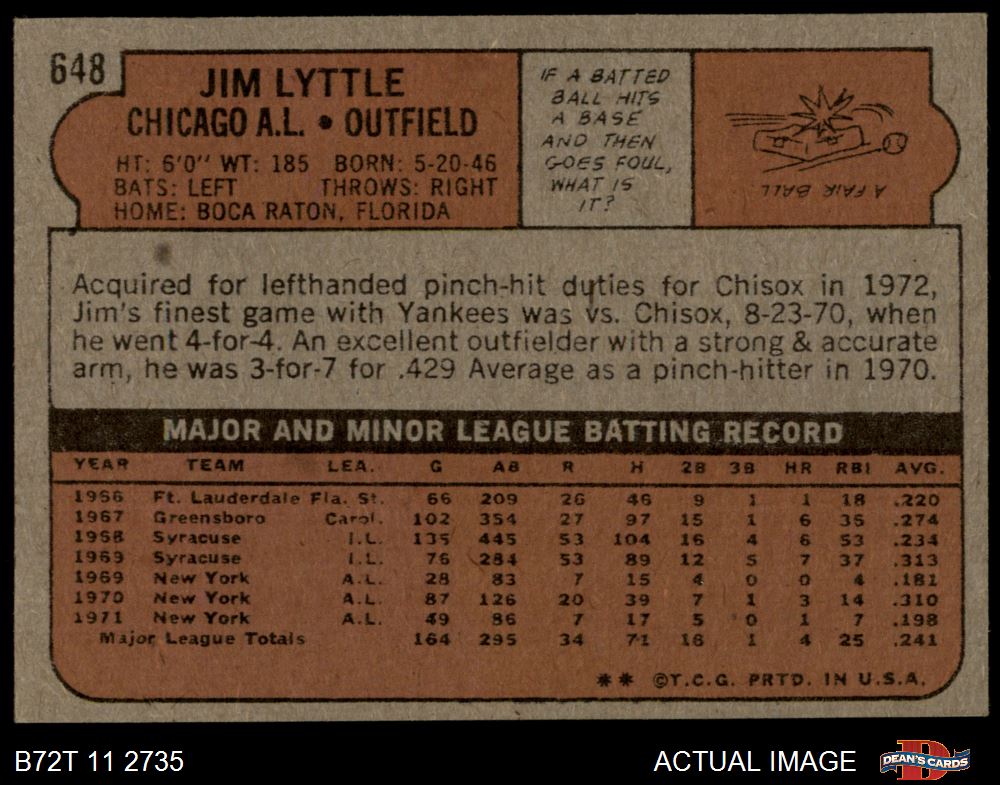 648
JIM LYTTLE
CHICAGO A.L. • OUTFIELD
HT: 6'0" WT: 185 BORN: 5-20-46
BATS: LEFT THROWS: RIGHT
HOME: BOCA RATON, FLORIDA
IF A BATTED
BALL HITS
A BASE
AND THEN
GOES FOUL,
WHAT IS
IT?
A FAIR BALL
Acquired for lefthanded pinch-hit duties for Chisox in 1972,
Jim's finest game with Yankees was vs. Chisox, 8-23-70, when
he went 4-for-4. An excellent outfielder with a strong & accurate
arm, he was 3-for-7 for .429 Average as a pinch-hitter in 1970.
MAJOR AND MINOR LEAGUE BATTING RECORD
YEAR TEAM LEA. G AB R H 2B 3B HR RBI AVG.
1966 Ft. Lauderdale Fla. St. 66 209 26 46 9 1 1 18 .220
1967 Greensboro Carol. 102 354 27 97 15 1 6 35 .274
1968 Syracuse I.L. 135 445 53 104 16 4 6 53 .234
1969 Syracuse I.L. 76 284 53 89 12 5 7 37 .313
1969 New York A.L. 28 83 7 15 4 0 0 4 .181
1970 New York A.L. 87 126 20 39 7 1 3 14 .310
1971 New York A.L. 49 86 7 17 5 0 1 7 .198
Major League Totals 164 295 34 71 16 1 4 25 .241
** ©T.C.G. PRTD. IN U.S.A.
B72T 11 2735
ACTUAL IMAGE
DEAN'S CARDS